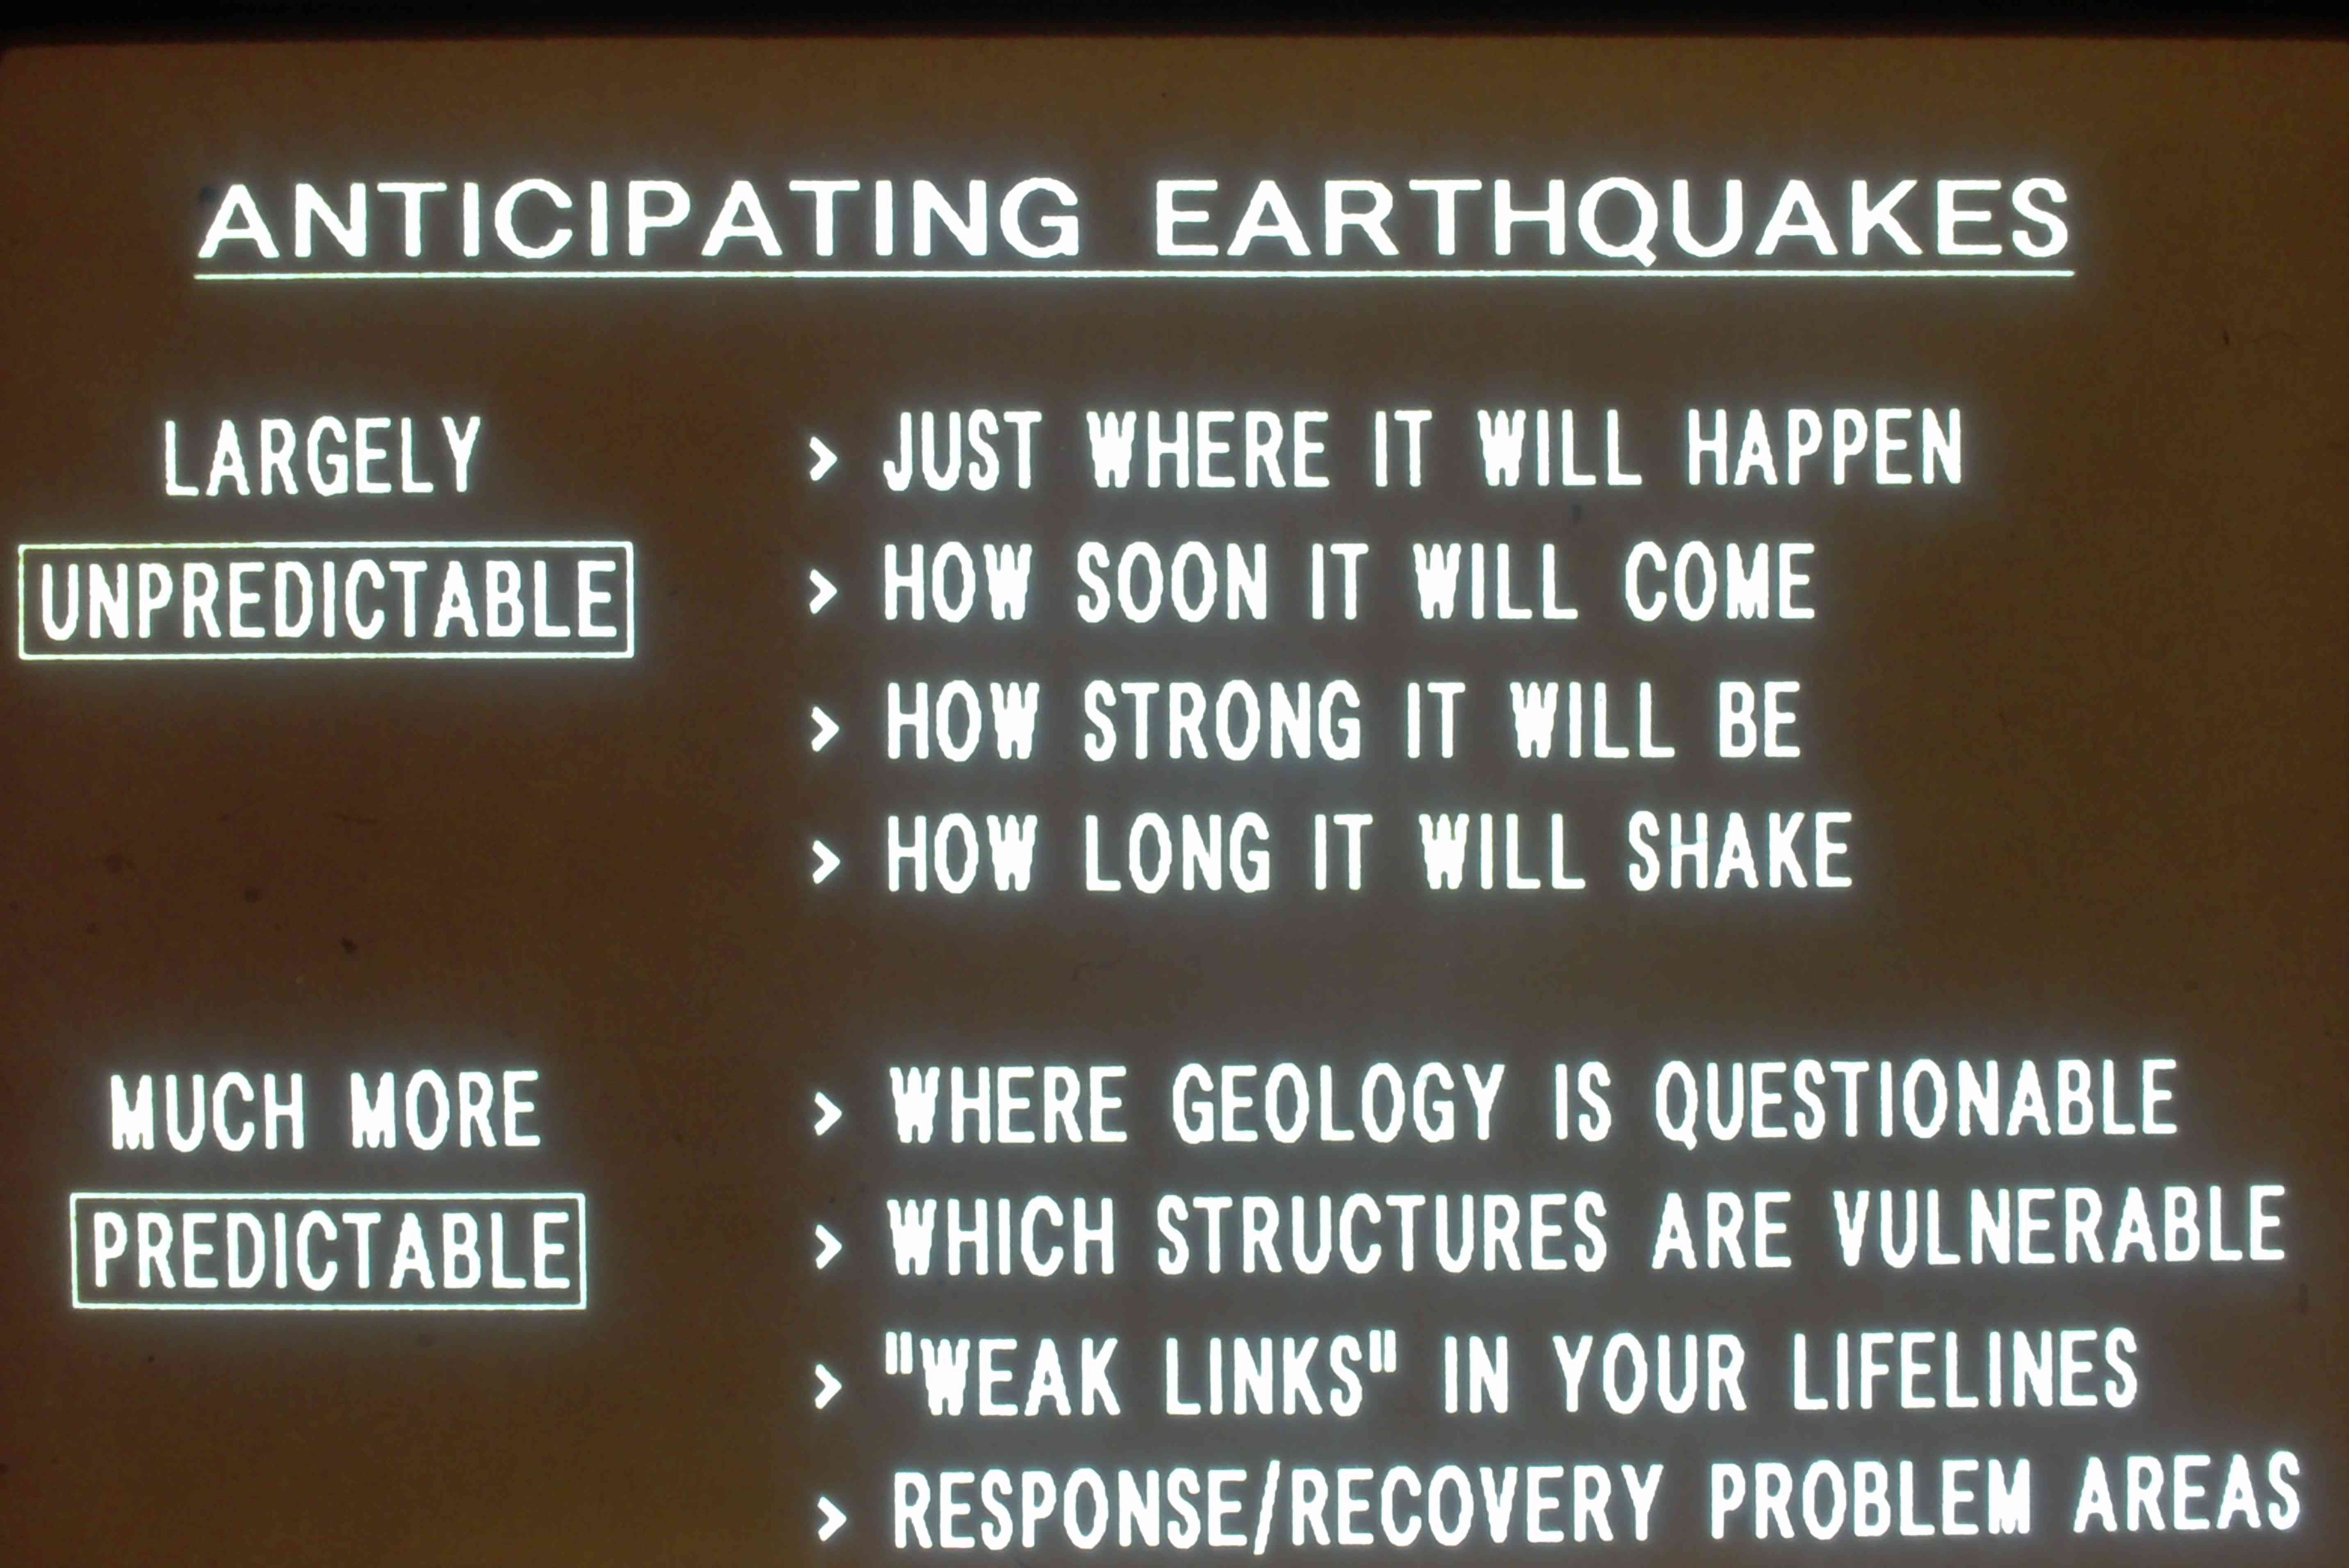 ANTICIPATING EARTHQUAKES
LARGELY
UNPREDICTABLE
> JUST WHERE IT WILL HAPPEN
> HOW SOON IT WILL COME
> HOW STRONG IT WILL BE
> HOW LONG IT WILL SHAKE
MUCH MORE
PREDICTABLE
> WHERE GEOLOGY IS QUESTIONABLE
> WHICH STRUCTURES ARE VULNERABLE
> "WEAK LINKS" IN YOUR LIFELINES
> RESPONSE/RECOVERY PROBLEM AREAS